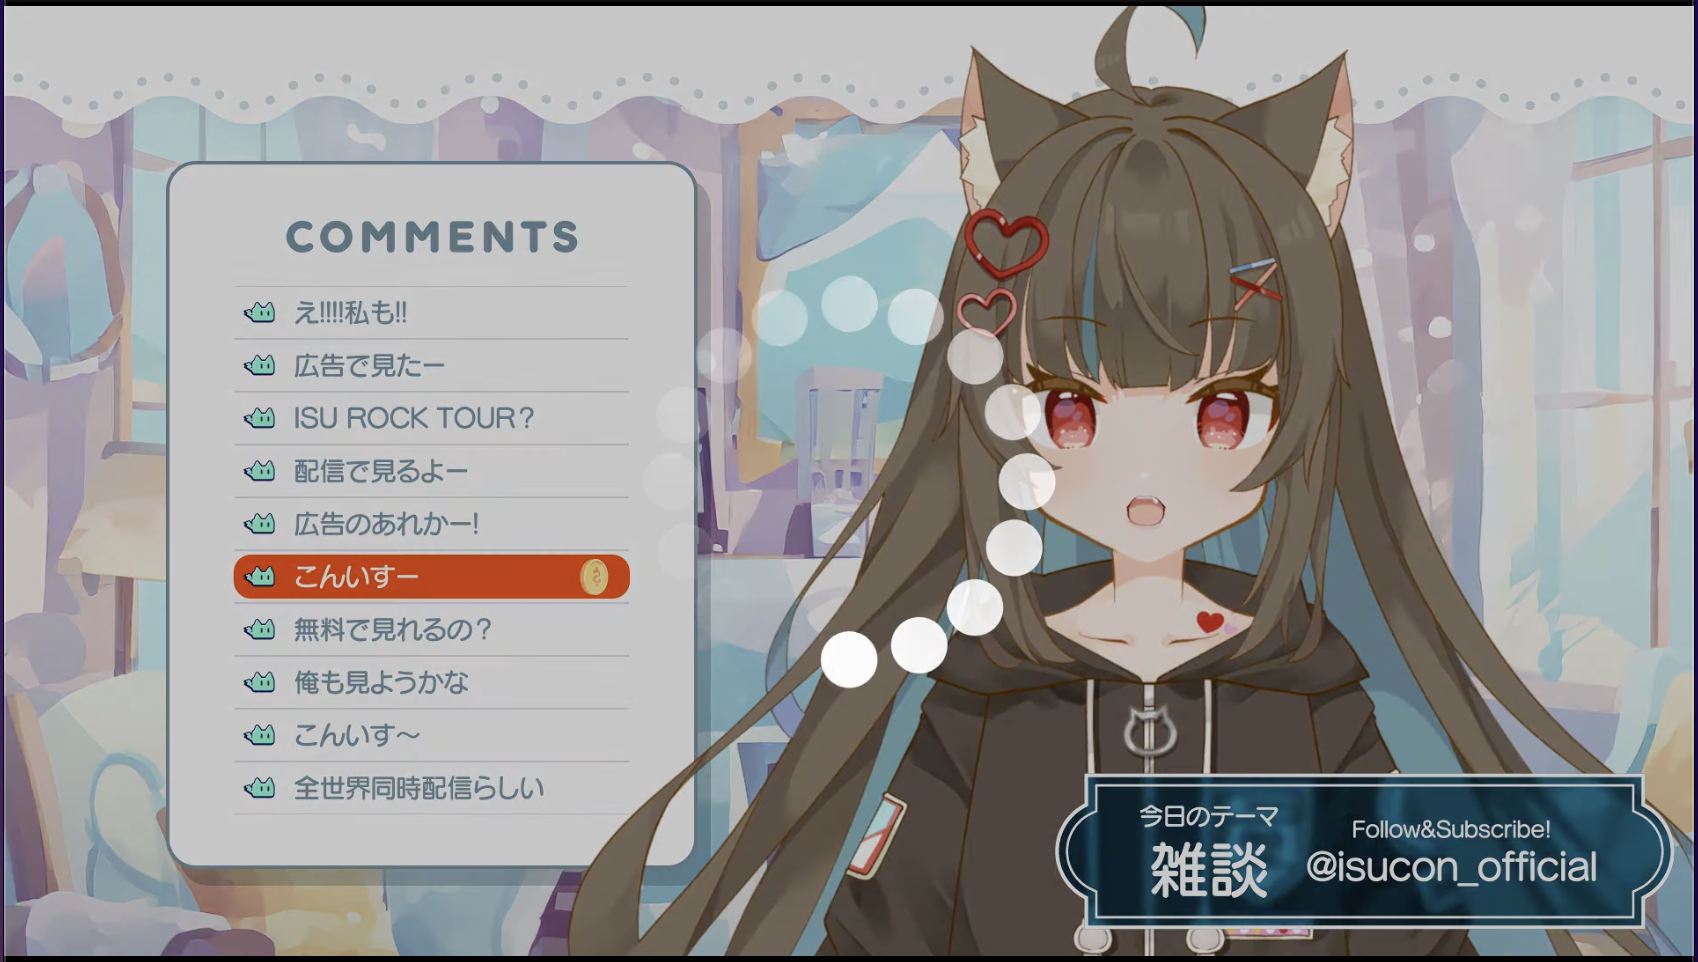 COMMENTS
え!!!!私も!!
広告で見たー
ISU ROCK TOUR?
配信で見るよー
広告のあれかー!
こんいすー
無料で見れるの?
俺も見ようかな
こんいす〜
全世界同時配信らしい
今日のテーマ
雑談
Follow&Subscribe!
@isucon_official